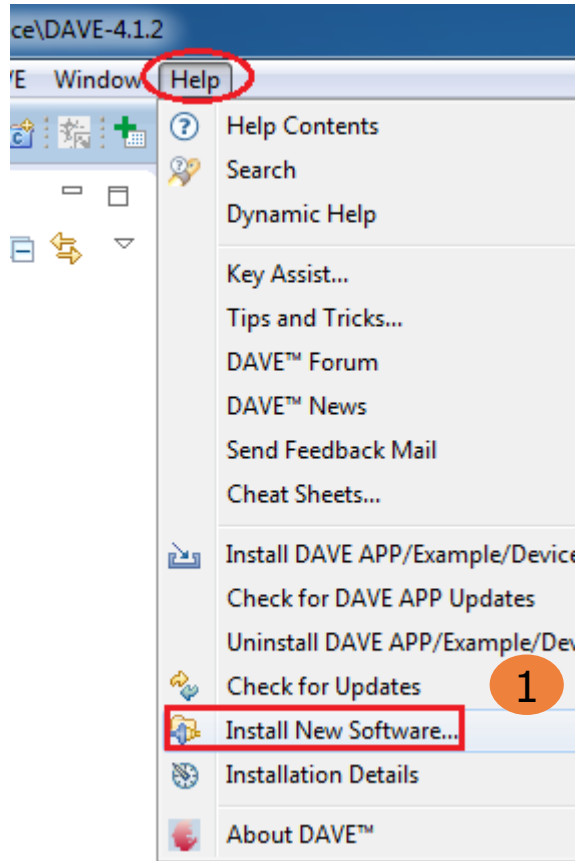 ce\DAVE-4.1.2
VE Window Help
Help Contents
Search
Dynamic Help
Key Assist...
Tips and Tricks...
DAVE™ Forum
DAVE™ News
Send Feedback Mail
Cheat Sheets...
Install DAVE APP/Example/Device
Check for DAVE APP Updates
Uninstall DAVE APP/Example/Dev
Check for Updates
1
Install New Software...
Installation Details
About DAVE™